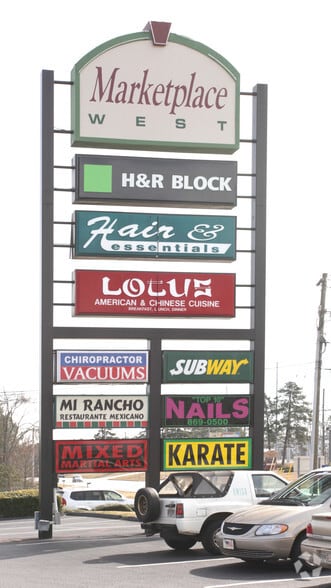 Marketplace
WEST
H&R BLOCK
Hair &
essentials
LOTUS
AMERICAN & CHINESE CUISINE
BREAKFAST, LUNCH, DINNER
CHIROPRACTOR
VACUUMS
SUBWAY
MI RANCHO
RESTAURANTE MEXICANO
"TOP 10"
NAILS
869-0500
MIXED
MARTIAL ARTS
KARATE